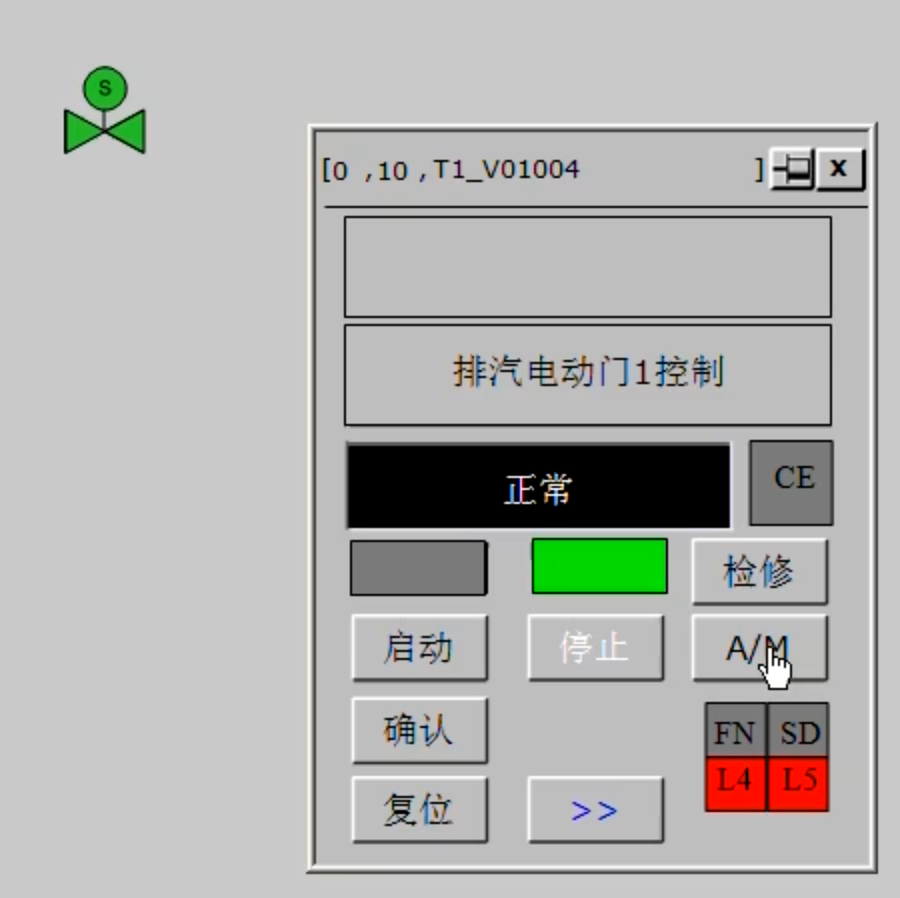 S
[0 ,10 ,T1_V01004 ] x
排汽电动门1控制
正常 CE
检修
启动 停止 A/M
确认 FN SD
L4 L5
复位 >>